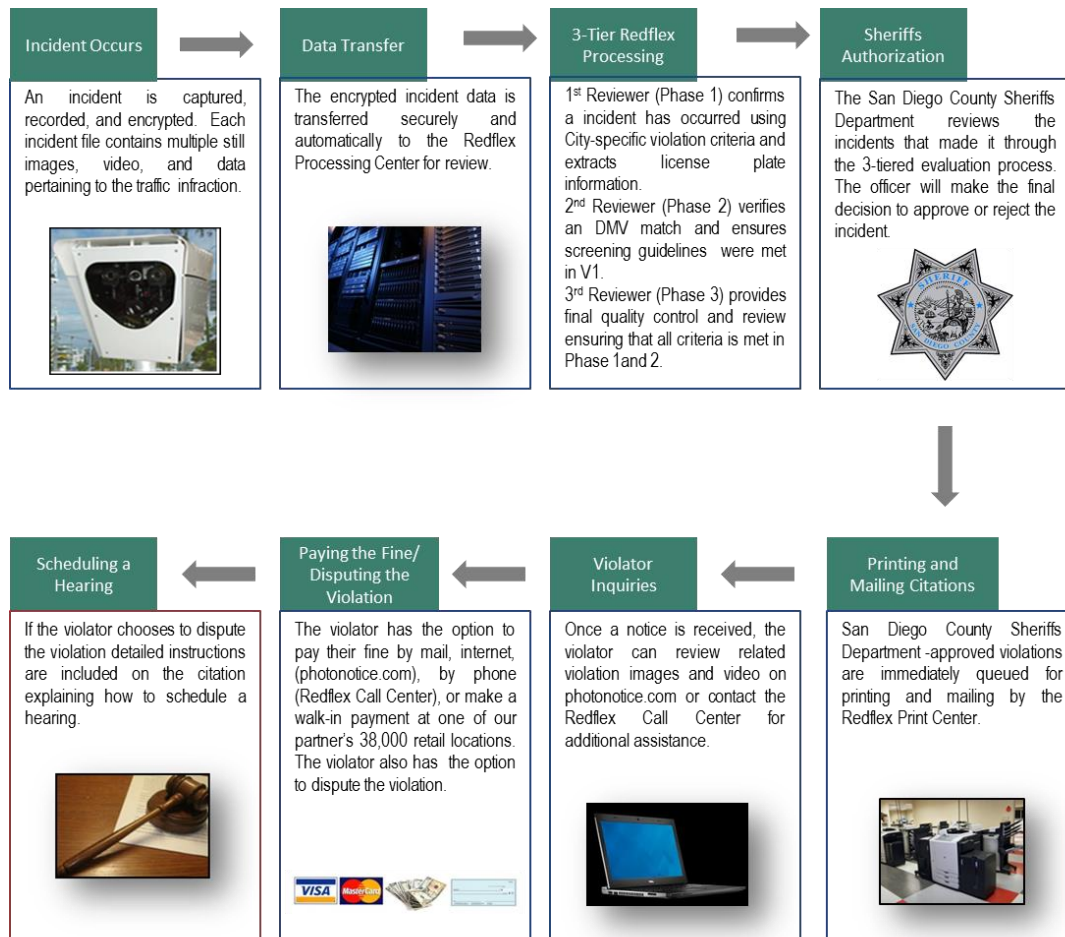 Incident Occurs
An incident is captured,
recorded, and encrypted. Each
incident file contains multiple still
images, video, and data
pertaining to the traffic infraction.
Data Transfer
The encrypted incident data is
transferred securely and
automatically to the Redflex
Processing Center for review.
3-Tier Redflex
Processing
1st Reviewer (Phase 1) confirms
a incident has occurred using
City-specific violation criteria and
extracts license plate
information.
2nd Reviewer (Phase 2) verifies
an DMV match and ensures
screening guidelines were met
in V1.
3rd Reviewer (Phase 3) provides
final quality control and review
ensuring that all criteria is met in
Phase 1and 2.
Sheriffs
Authorization
The San Diego County Sheriffs
Department reviews the
incidents that made it through
the 3-tiered evaluation process.
The officer will make the final
decision to approve or reject the
incident.
SHERIFF
SAN DIEGO COUNTY
Printing and
Mailing Citations
San Diego County Sheriffs
Department -approved violations
are immediately queued for
printing and mailing by the
Redflex Print Center.
Violator
Inquiries
Once a notice is received, the
violator can review related
violation images and video on
photonotice.com or contact the
Redflex Call Center for
additional assistance.
Paying the Fine/
Disputing the
Violation
The violator has the option to
pay their fine by mail, internet,
(photonotice.com), by phone
(Redflex Call Center), or make a
walk-in payment at one of our
partner's 38,000 retail locations.
The violator also has the option
to dispute the violation.
VISA
MasterCard
Scheduling a
Hearing
If the violator chooses to dispute
the violation detailed instructions
are included on the citation
explaining how to schedule a
hearing.